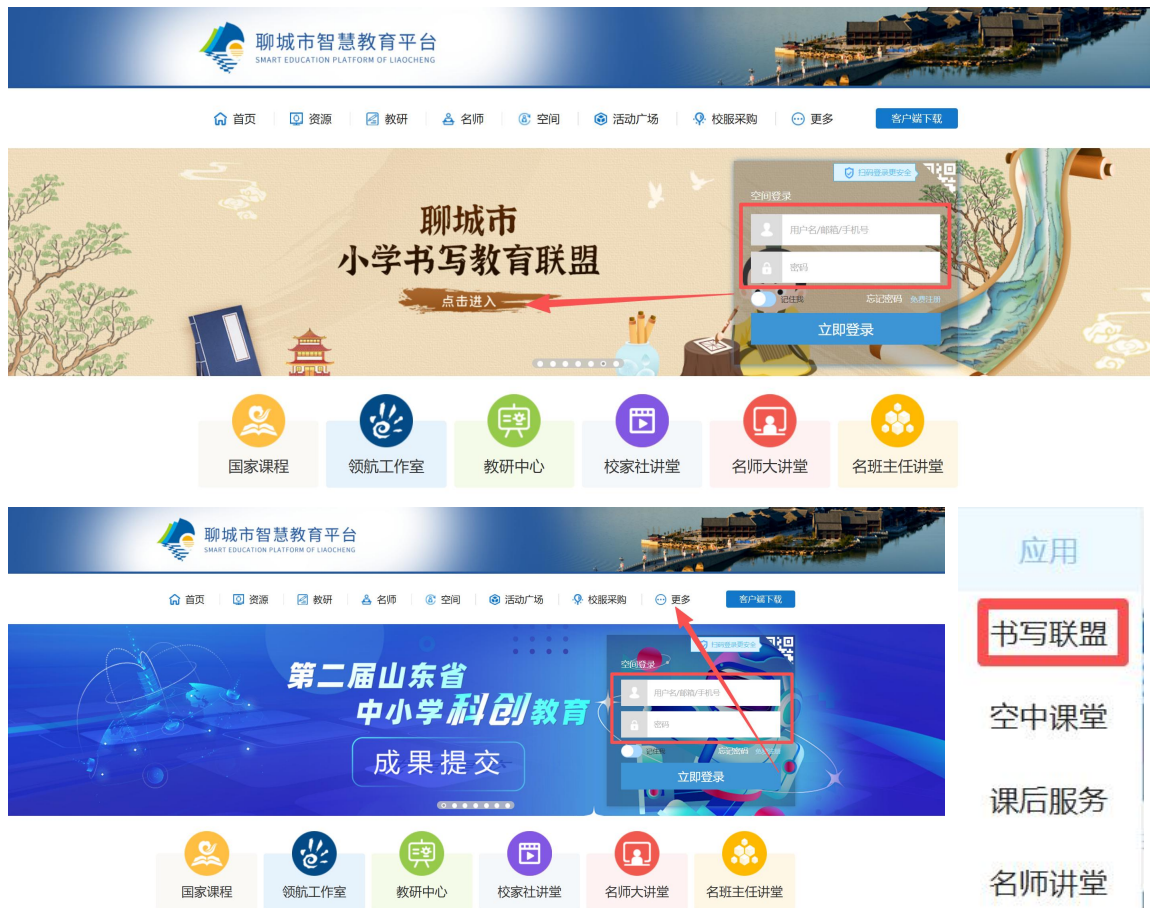 聊城市智慧教育平台
SMART EDUCATION PLATFORM OF LIAOCHENG
首页 资源 教研 名师 空间 活动广场 校服采购 更多 客户端下载
扫码登录更安全
空间登录
聊城市
小学书写教育联盟
点击进入
用户名/邮箱/手机号
密码
记住我 忘记密码 免费注册
立即登录
国家课程 领航工作室 教研中心 校家社讲堂 名师大讲堂 名班主任讲堂
聊城市智慧教育平台
SMART EDUCATION PLATFORM OF LIAOCHENG
首页 资源 教研 名师 空间 活动广场 校服采购 更多 客户端下载
扫码登录更安全
空间登录
第二届山东省
中小学科创教育
成果提交
用户名/邮箱/手机号
密码
记住我 忘记密码 免费注册
立即登录
国家课程 领航工作室 教研中心 校家社讲堂 名师大讲堂 名班主任讲堂
应用
书写联盟
空中课堂
课后服务
名师讲堂